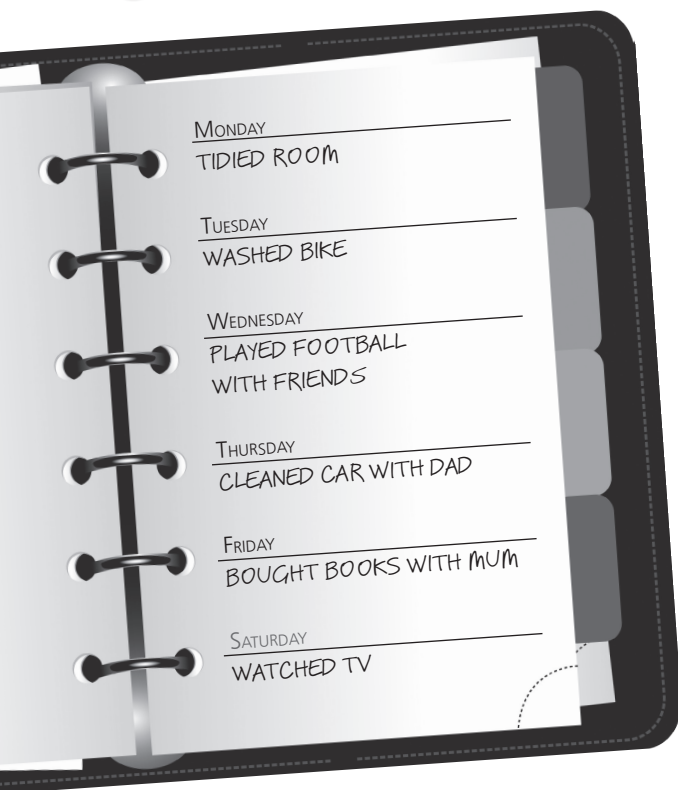 Monday
TIDIED ROOM
Tuesday
WASHED BIKE
Wednesday
PLAYED FOOTBALL
WITH FRIENDS
Thursday
CLEANED CAR WITH DAD
Friday
BOUGHT BOOKS WITH MUM
Saturday
WATCHED TV